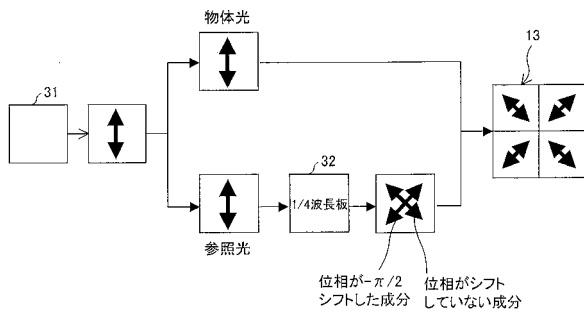 物体光
13
31
32
1/4波長板
参照光
位相が-π/2
シフトした成分
位相がシフト
していない成分